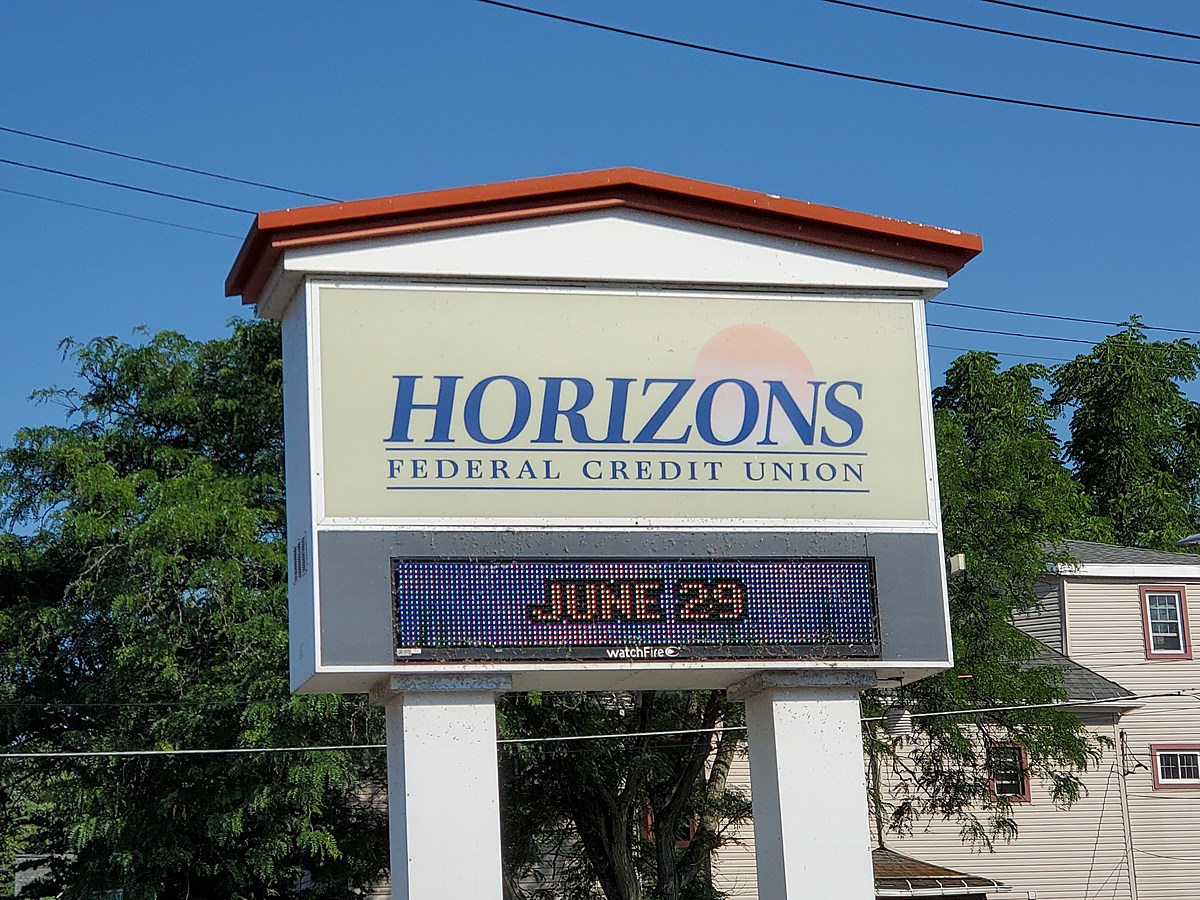 HORIZONS
FEDERAL CREDIT UNION
JUNE 29
watchFire